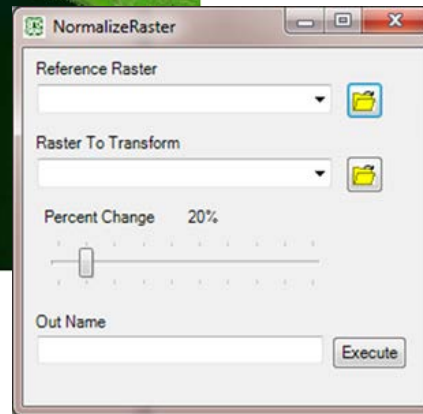 NormalizeRaster
Reference Raster
Raster To Transform
Percent Change 20%
Out Name
Execute